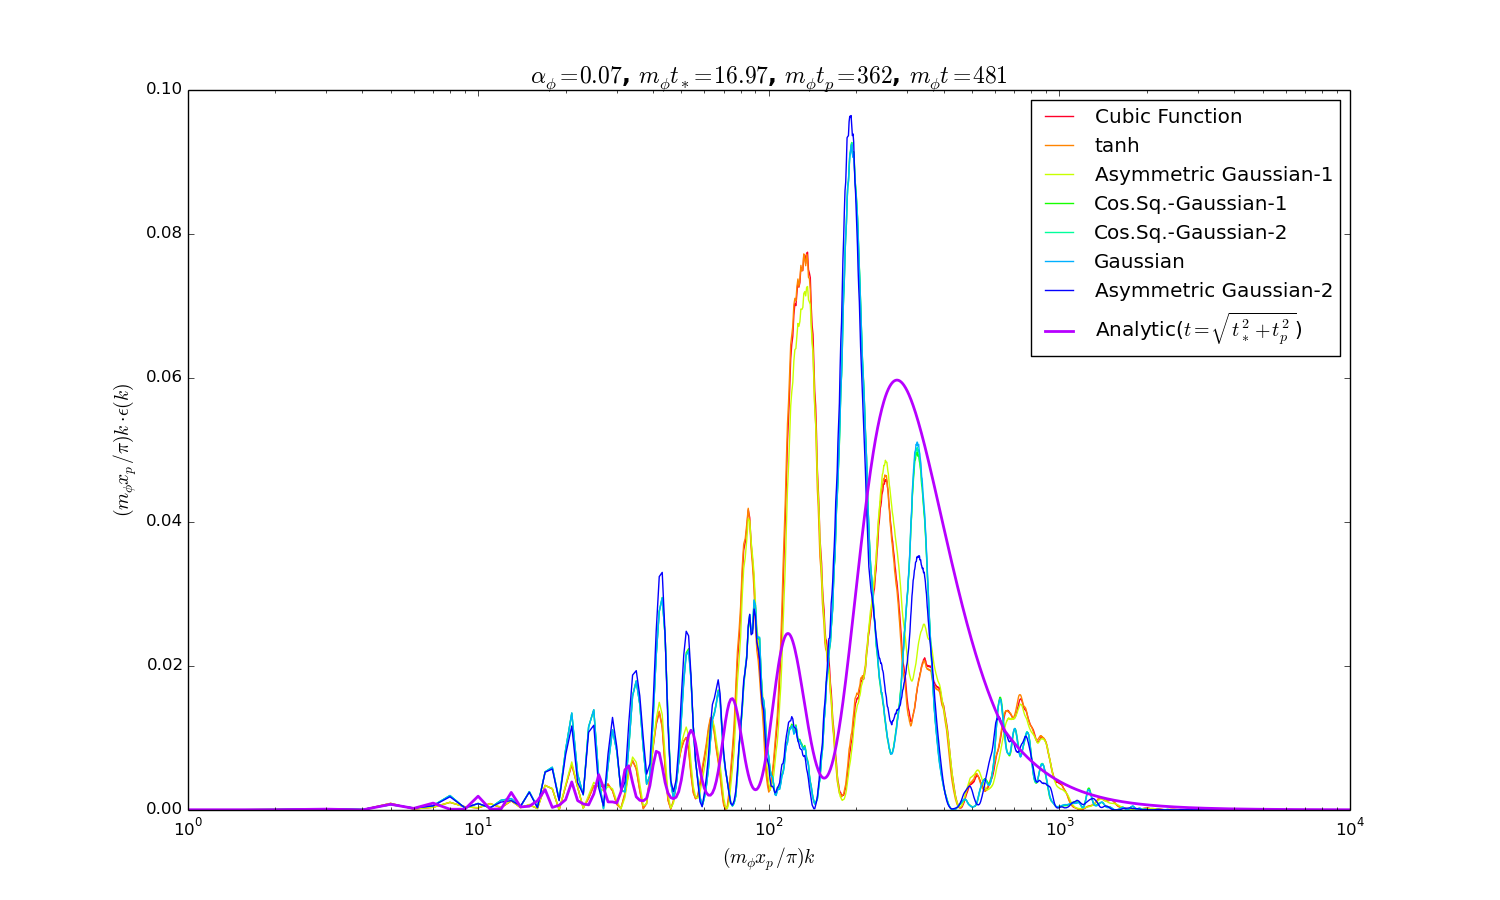 α_ϕ=0.07, m_ϕt_*=16.97, m_ϕt_p=362, m_ϕt=481
0.10
0.08
0.06
0.04
0.02
0.00
(m_ϕx_p/π)k·ϵ(k)
Cubic Function
tanh
Asymmetric Gaussian-1
Cos.Sq.-Gaussian-1
Cos.Sq.-Gaussian-2
Gaussian
Asymmetric Gaussian-2
Analytic(t=√(t_*^2+t_p^2))
10^0 10^1 10^2 10^3 10^4
(m_ϕx_p/π)k